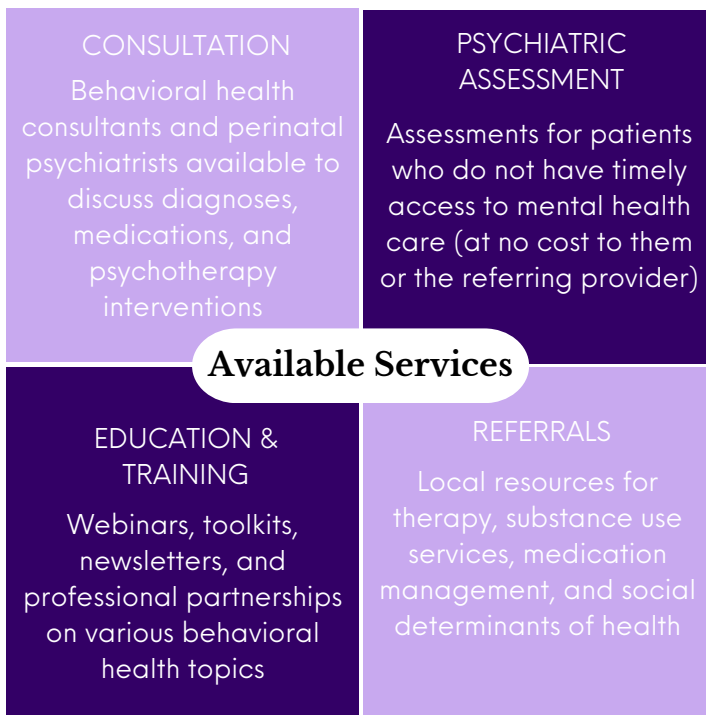 CONSULTATION
Behavioral health
consultants and perinatal
psychiatrists available to
discuss diagnoses,
medications, and
psychotherapy
interventions
PSYCHIATRIC
ASSESSMENT
Assessments for patients
who do not have timely
access to mental health
care (at no cost to them
or the referring provider)
Available Services
EDUCATION &
TRAINING
Webinars, toolkits,
newsletters, and
professional partnerships
on various behavioral
health topics
REFERRALS
Local resources for
therapy, substance use
services, medication
management, and social
determinants of health